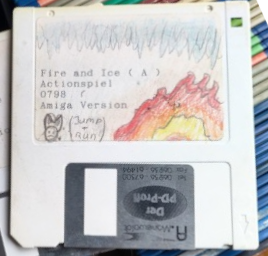 Fire and Ice ( A )
Actionspiel
0798 (
Amiga Version
(Jump
+
Run)
Der
PD-Profi